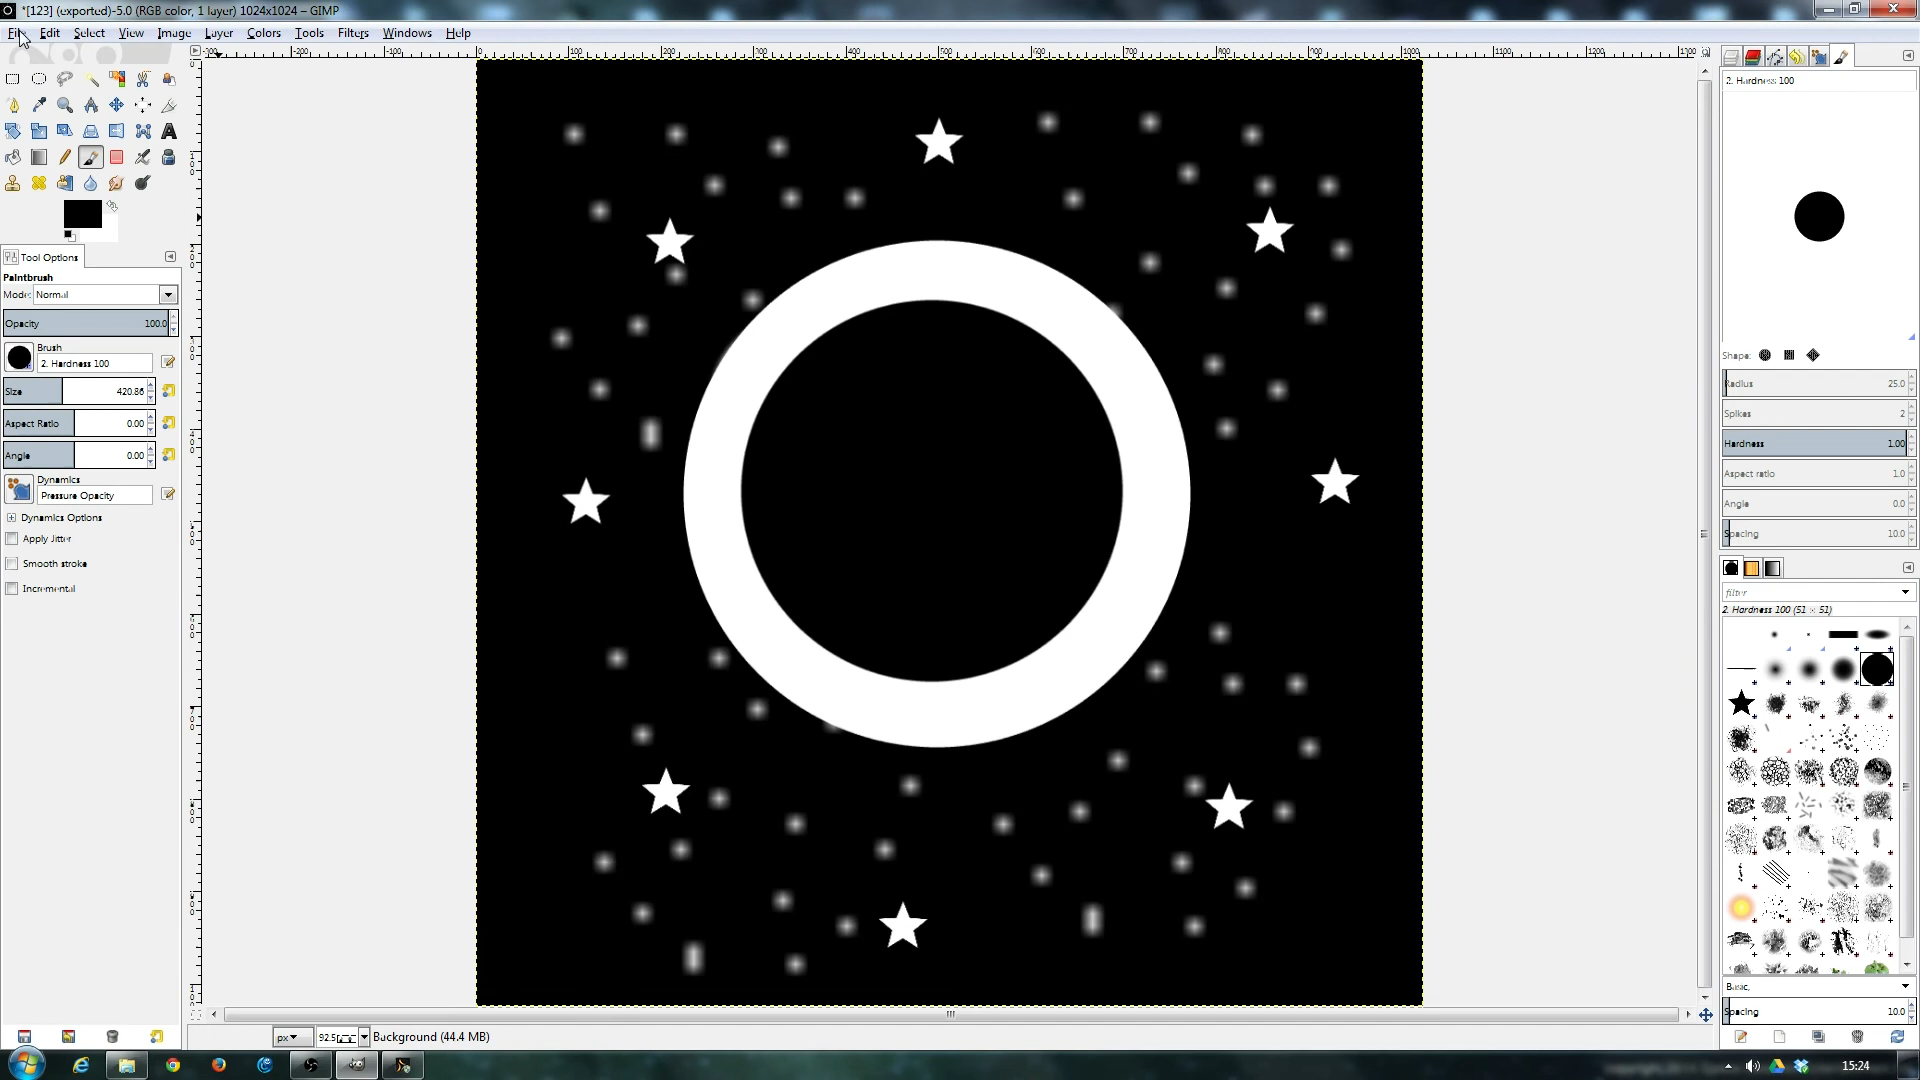 *[123] (exported)-5.0 (RGB color, 1 layer) 1024x1024 – GIMP
File Edit Select View Image Layer Colors Tools Filters Windows Help
2. Hardness 100
Tool Options
Paintbrush
Mode: Normal
Opacity 100.0
Brush
2. Hardness 100
Size 420.86
Aspect Ratio 0.00
Angle 0.00
Dynamics
Pressure Opacity
Dynamics Options
Apply Jitter
Smooth stroke
Incremental
Shape:
Radius 25.0
Spikes 2
Hardness 1.00
Aspect ratio 1.0
Angle 0.0
Spacing 10.0
filter
2. Hardness 100 (51 × 51)
Basic,
Spacing 10.0
px
Background (44.4 MB)
15:24